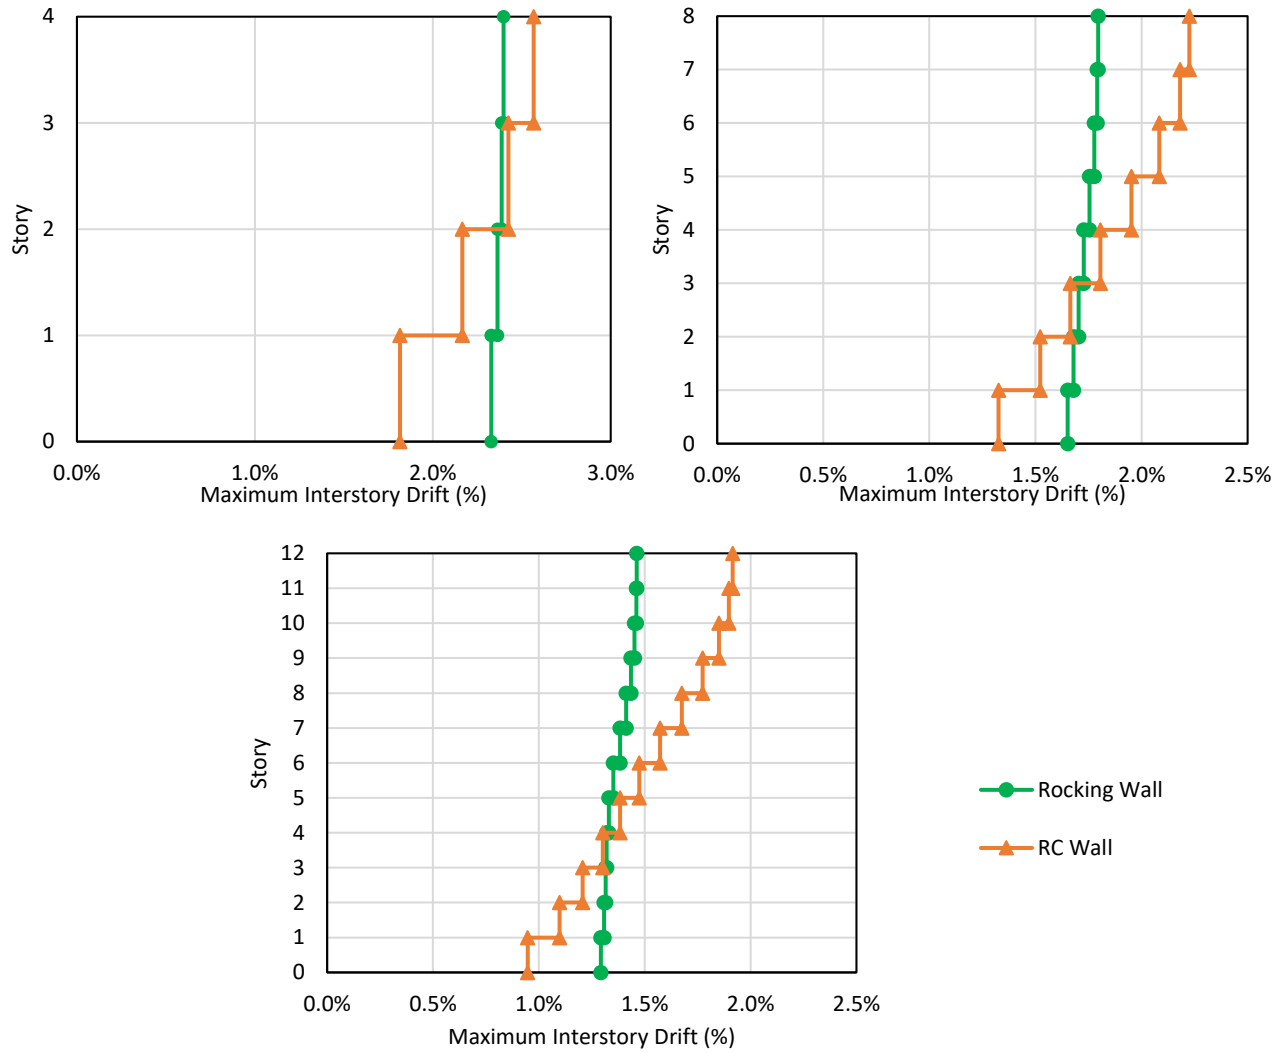 4
3
2
1
0
Story
0.0% 1.0% 2.0% 3.0%
Maximum Interstory Drift (%)
8
7
6
5
4
3
2
1
0
Story
0.0% 0.5% 1.0% 1.5% 2.0% 2.5%
Maximum Interstory Drift (%)
12
11
10
9
8
7
6
5
4
3
2
1
0
Story
0.0% 0.5% 1.0% 1.5% 2.0% 2.5%
Maximum Interstory Drift (%)
Rocking Wall
RC Wall